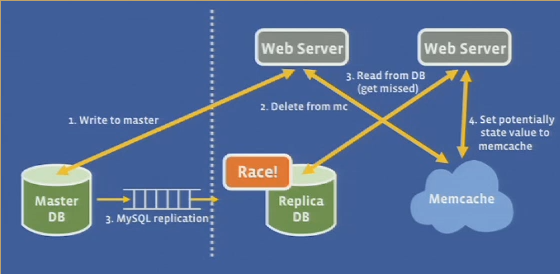 Web Server
Web Server
3. Read from DB
(get missed)
1. Write to master
2. Delete from mc
4. Set potentially
state value to
memcache
Race!
Master
DB
3. MySQL replication
Replica
DB
Memcache